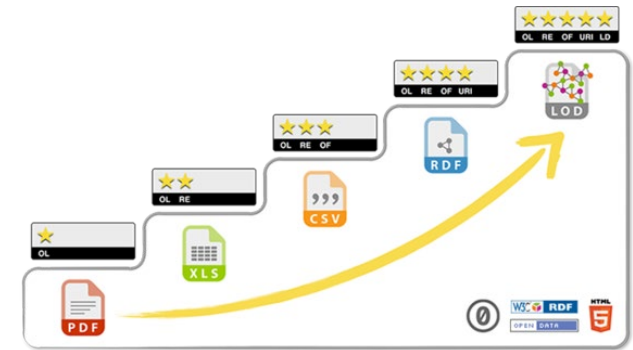 OL RE OF URI LD
LOD
OL RE OF URI
RDF
OL RE OF
CSV
OL RE
XLS
OL
PDF
0
W3C RDF
OPEN DATA
HTML
5